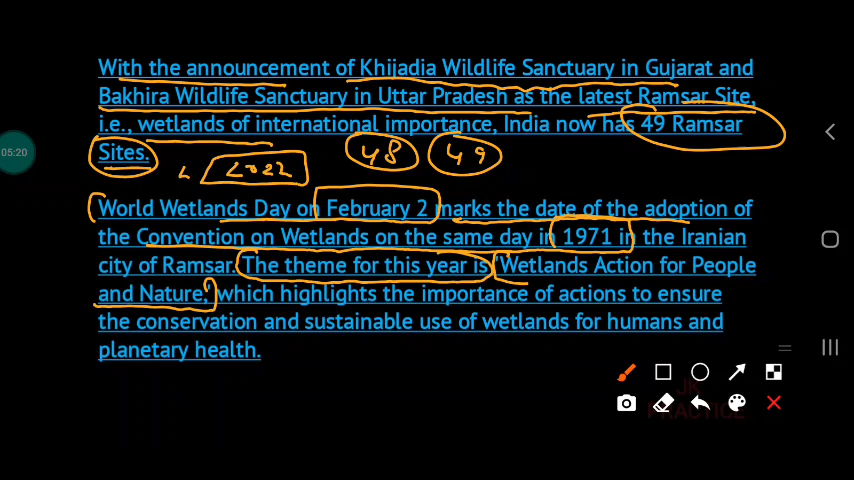 With the announcement of Khijadia Wildlife Sanctuary in Gujarat and
Bakhira Wildlife Sanctuary in Uttar Pradesh as the latest Ramsar Site,
i.e., wetlands of international importance, India now has 49 Ramsar
Sites.
2022
48
49
05:20
World Wetlands Day on February 2 marks the date of the adoption of
the Convention on Wetlands on the same day in 1971 in the Iranian
city of Ramsar. The theme for this year is 'Wetlands Action for People
and Nature,' which highlights the importance of actions to ensure
the conservation and sustainable use of wetlands for humans and
planetary health.
PRACTICE